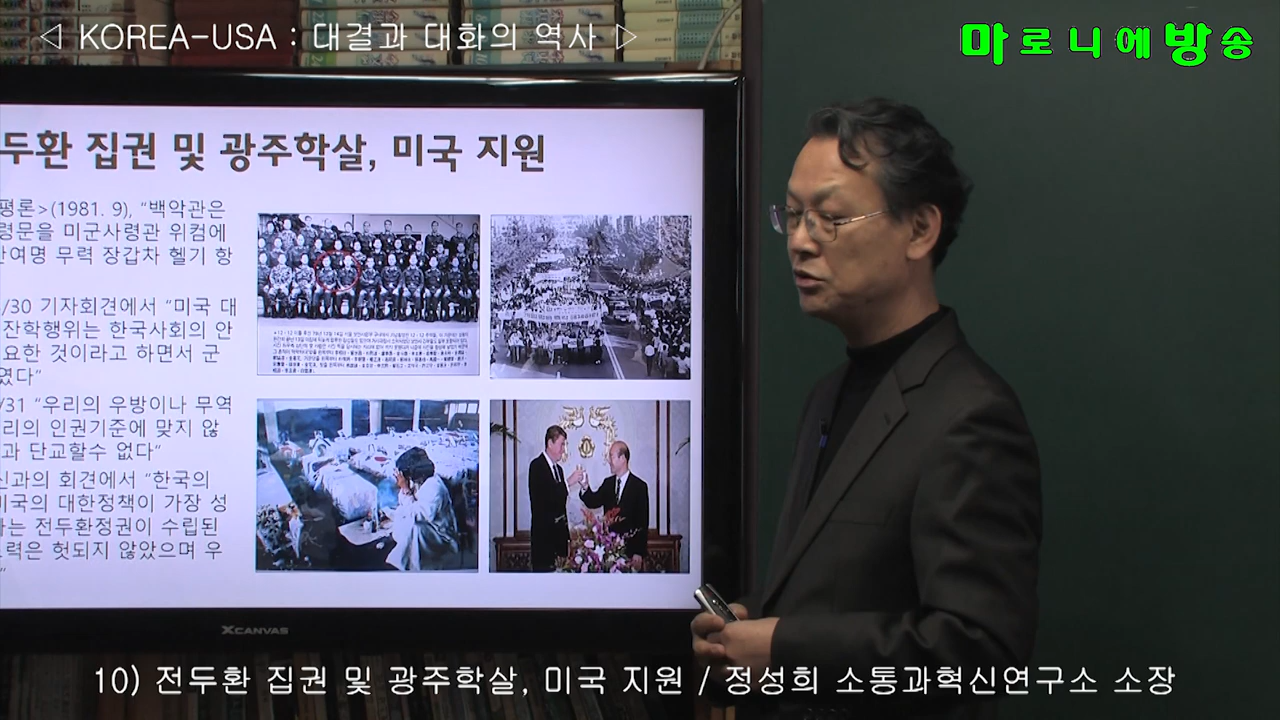 ◁ KOREA-USA : 대결과 대화의 역사 ▷
마로니에방송
두환 집권 및 광주학살, 미국 지원
평론>(1981. 9), "백악관은
령문을 미군사령관 위컴에
만여명 무력 장갑차 헬기 항
/30 기자회견에서 "미국 대
잔학행위는 한국사회의 안
요한 것이라고 하면서 군
였다"
/31 "우리의 우방이나 무역
리의 인권기준에 맞지 않
과 단교할수 없다"
신과의 회견에서 "한국의
미국의 대한정책이 가장 성
하는 전두환정권이 수립된
력은 헛되지 않았으며 우
"
XCANVAS
10) 전두환 집권 및 광주학살, 미국 지원 / 정성희 소통과혁신연구소 소장